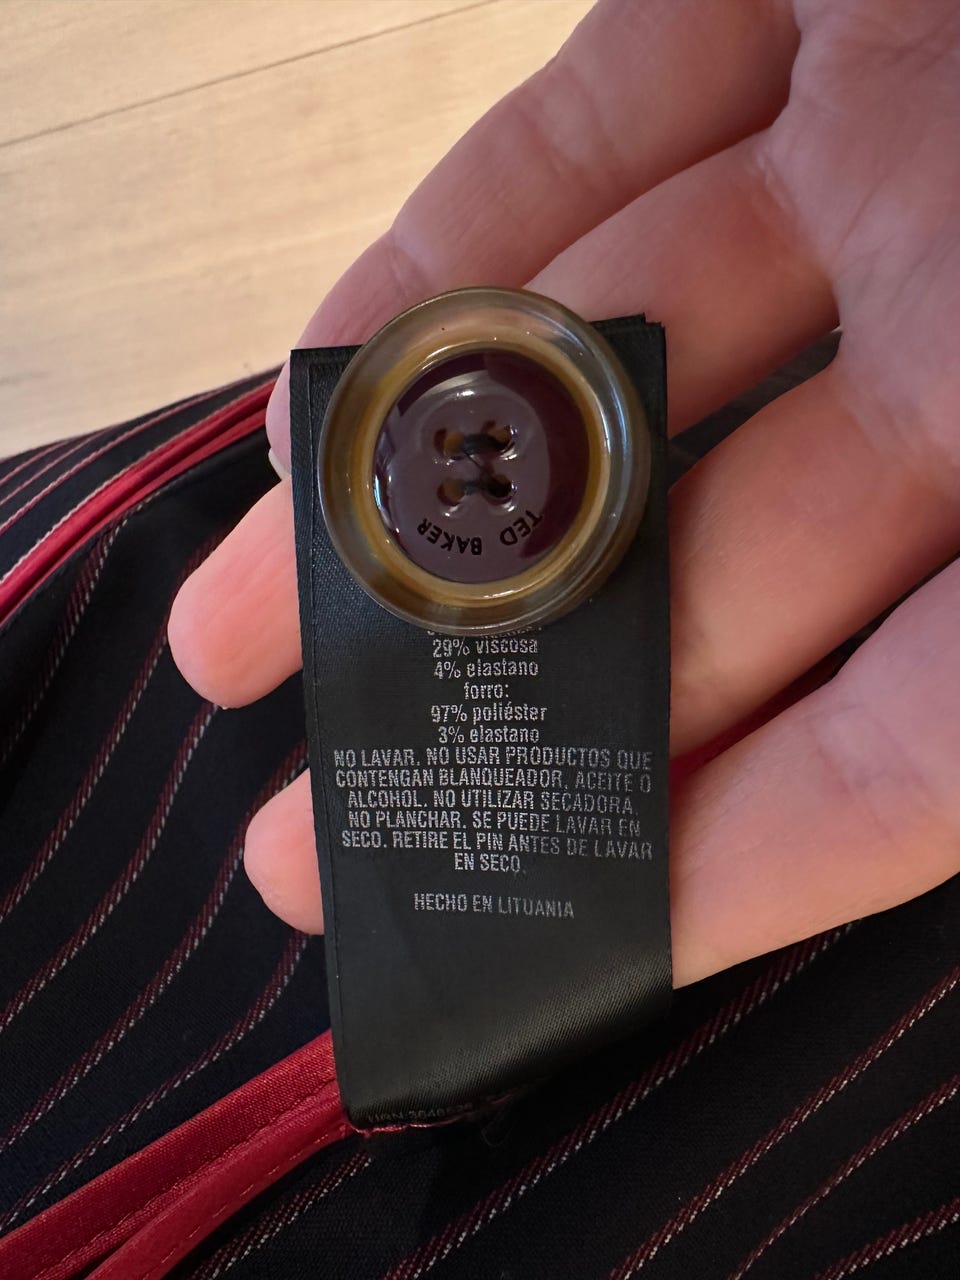 TED BAKER
29% viscosa
4% elastano
forro:
97% poliéster
3% elastano
NO LAVAR. NO USAR PRODUCTOS QUE
CONTENGAN BLANQUEADOR, ACEITE O
ALCOHOL. NO UTILIZAR SECADORA.
NO PLANCHAR. SE PUEDE LAVAR EN
SECO. RETIRE EL PIN ANTES DE LAVAR
EN SECO.
HECHO EN LITUANIA